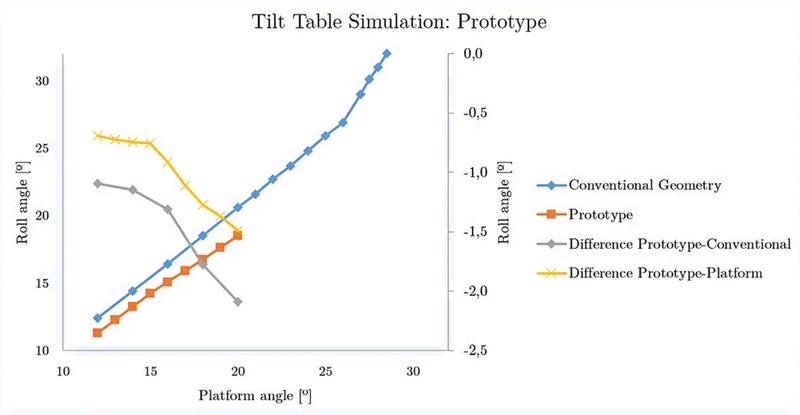 Tilt Table Simulation: Prototype
30
25
20
15
10
Roll angle [º]
10
15
20
25
30
Platform angle [º]
0,0
-0,5
-1,0
-1,5
-2,0
-2,5
Roll angle [º]
Conventional Geometry
Prototype
Difference Prototype-Conventional
Difference Prototype-Platform